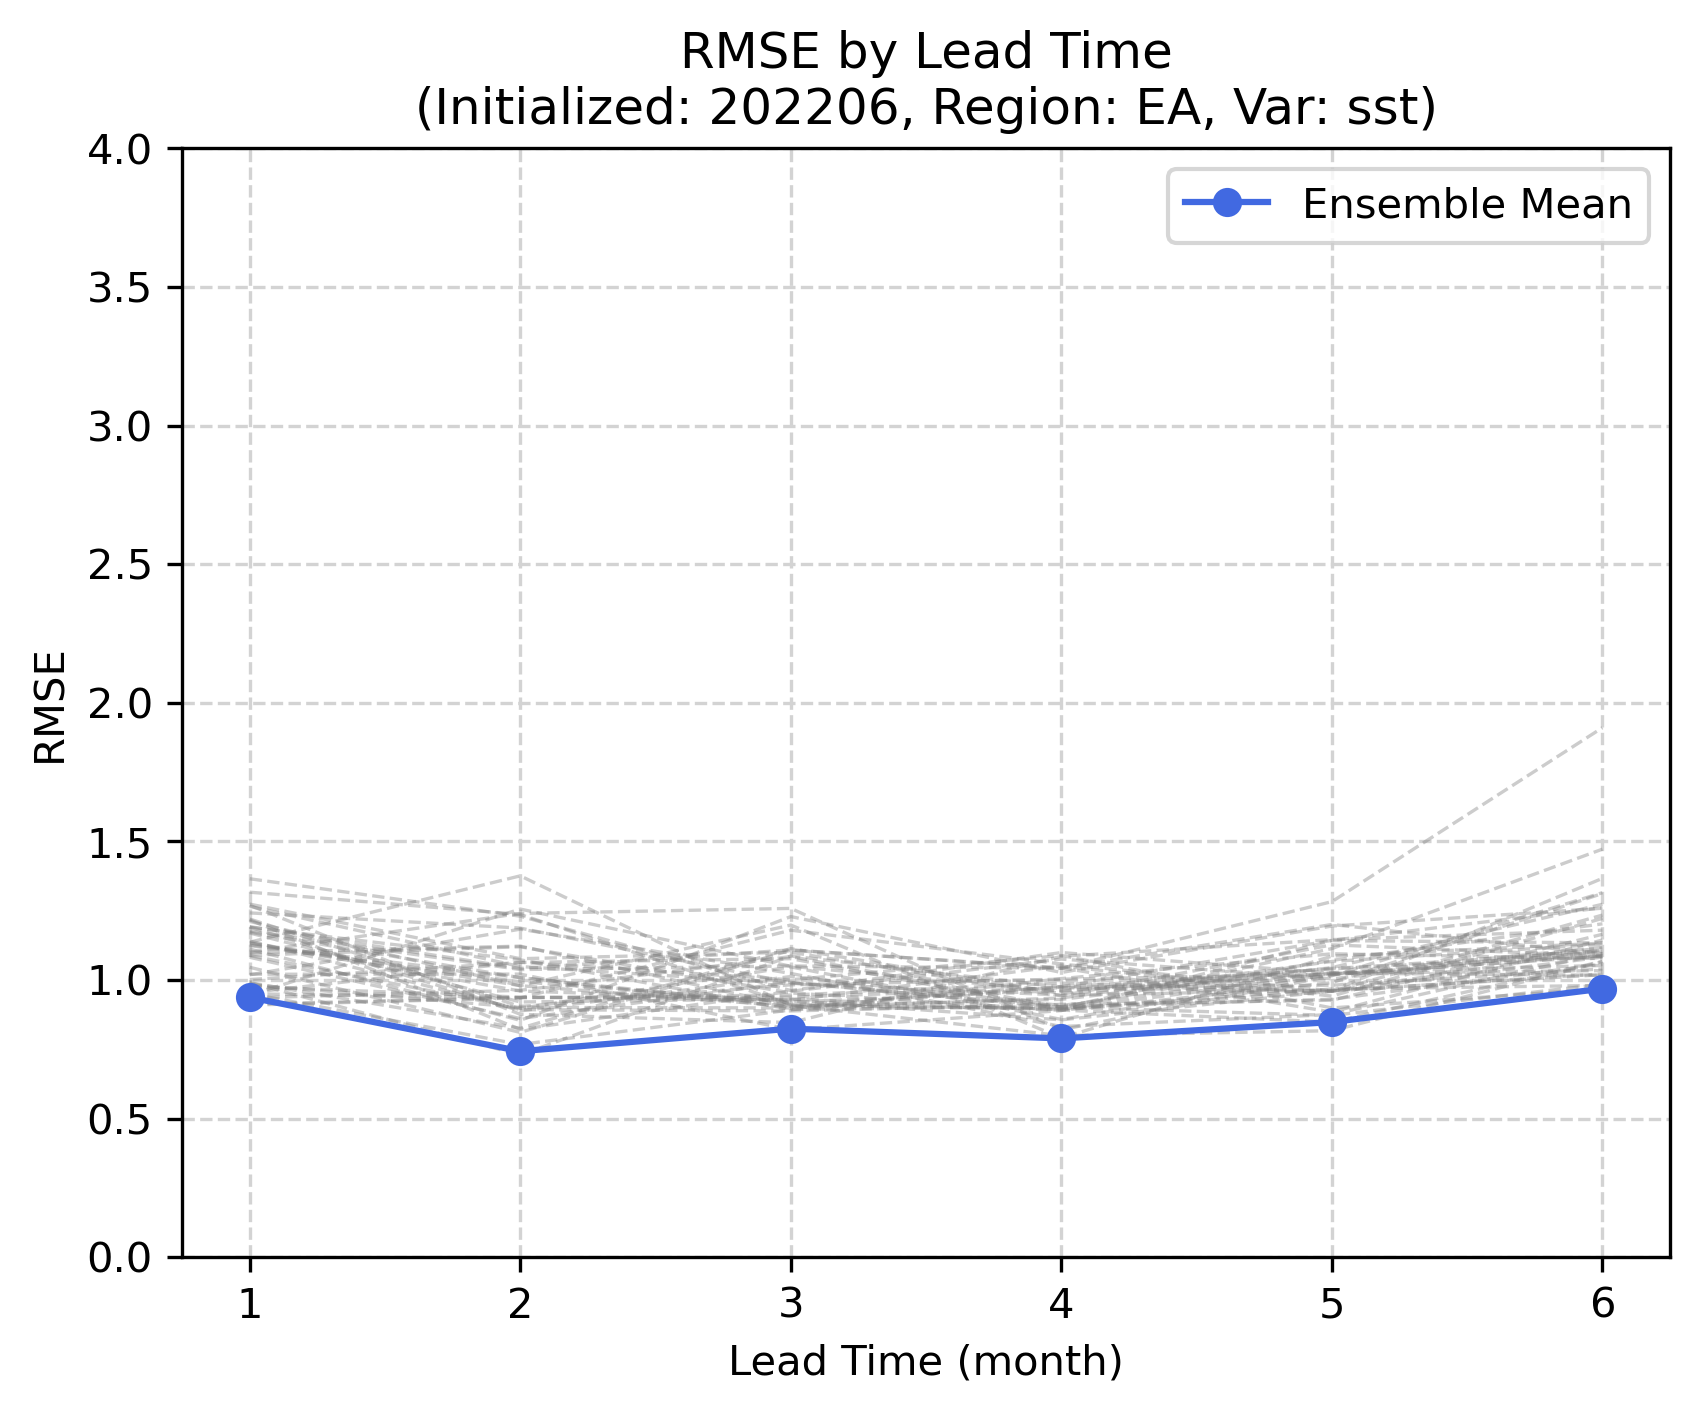 RMSE by Lead Time
(Initialized: 202206, Region: EA, Var: sst)
Ensemble Mean
4.0
3.5
3.0
2.5
2.0
1.5
1.0
0.5
0.0
RMSE
1 2 3 4 5 6
Lead Time (month)